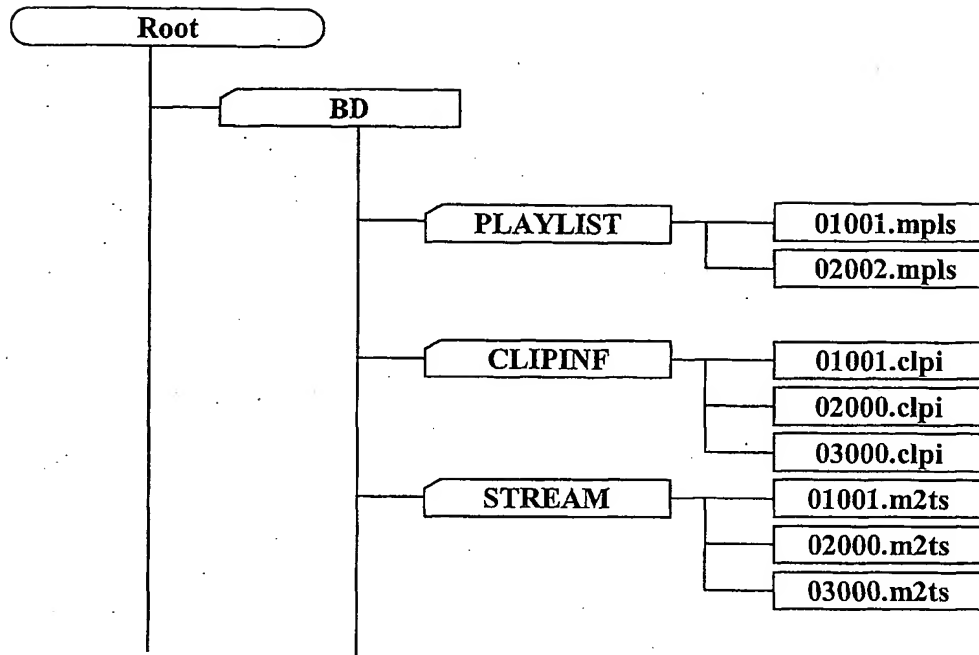 Root
BD
PLAYLIST
01001.mpls
02002.mpls
CLIPINF
01001.clpi
02000.clpi
03000.clpi
STREAM
01001.m2ts
02000.m2ts
03000.m2ts